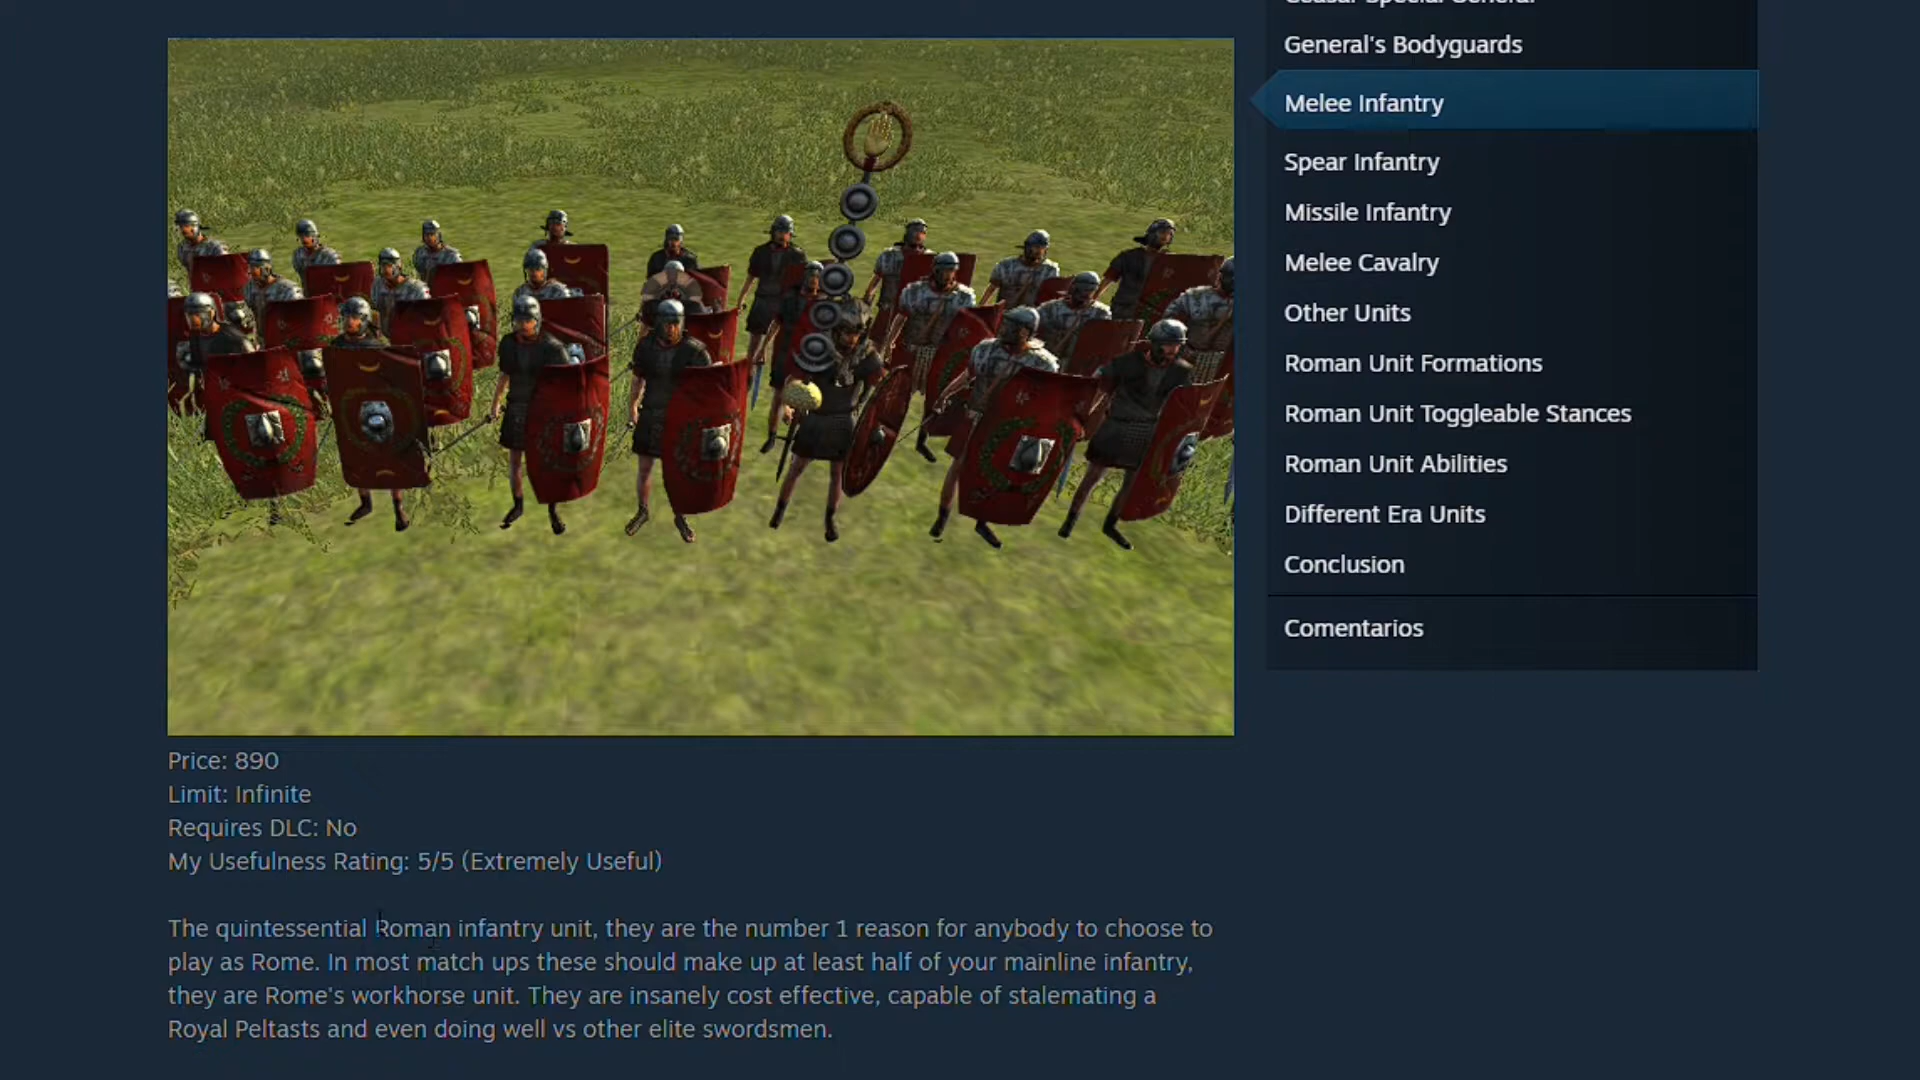 General's Bodyguards
Melee Infantry
Spear Infantry
Missile Infantry
Melee Cavalry
Other Units
Roman Unit Formations
Roman Unit Toggleable Stances
Roman Unit Abilities
Different Era Units
Conclusion
Comentarios
Price: 890
Limit: Infinite
Requires DLC: No
My Usefulness Rating: 5/5 (Extremely Useful)
The quintessential Roman infantry unit, they are the number 1 reason for anybody to choose to
play as Rome. In most match ups these should make up at least half of your mainline infantry,
they are Rome's workhorse unit. They are insanely cost effective, capable of stalemating a
Royal Peltasts and even doing well vs other elite swordsmen.